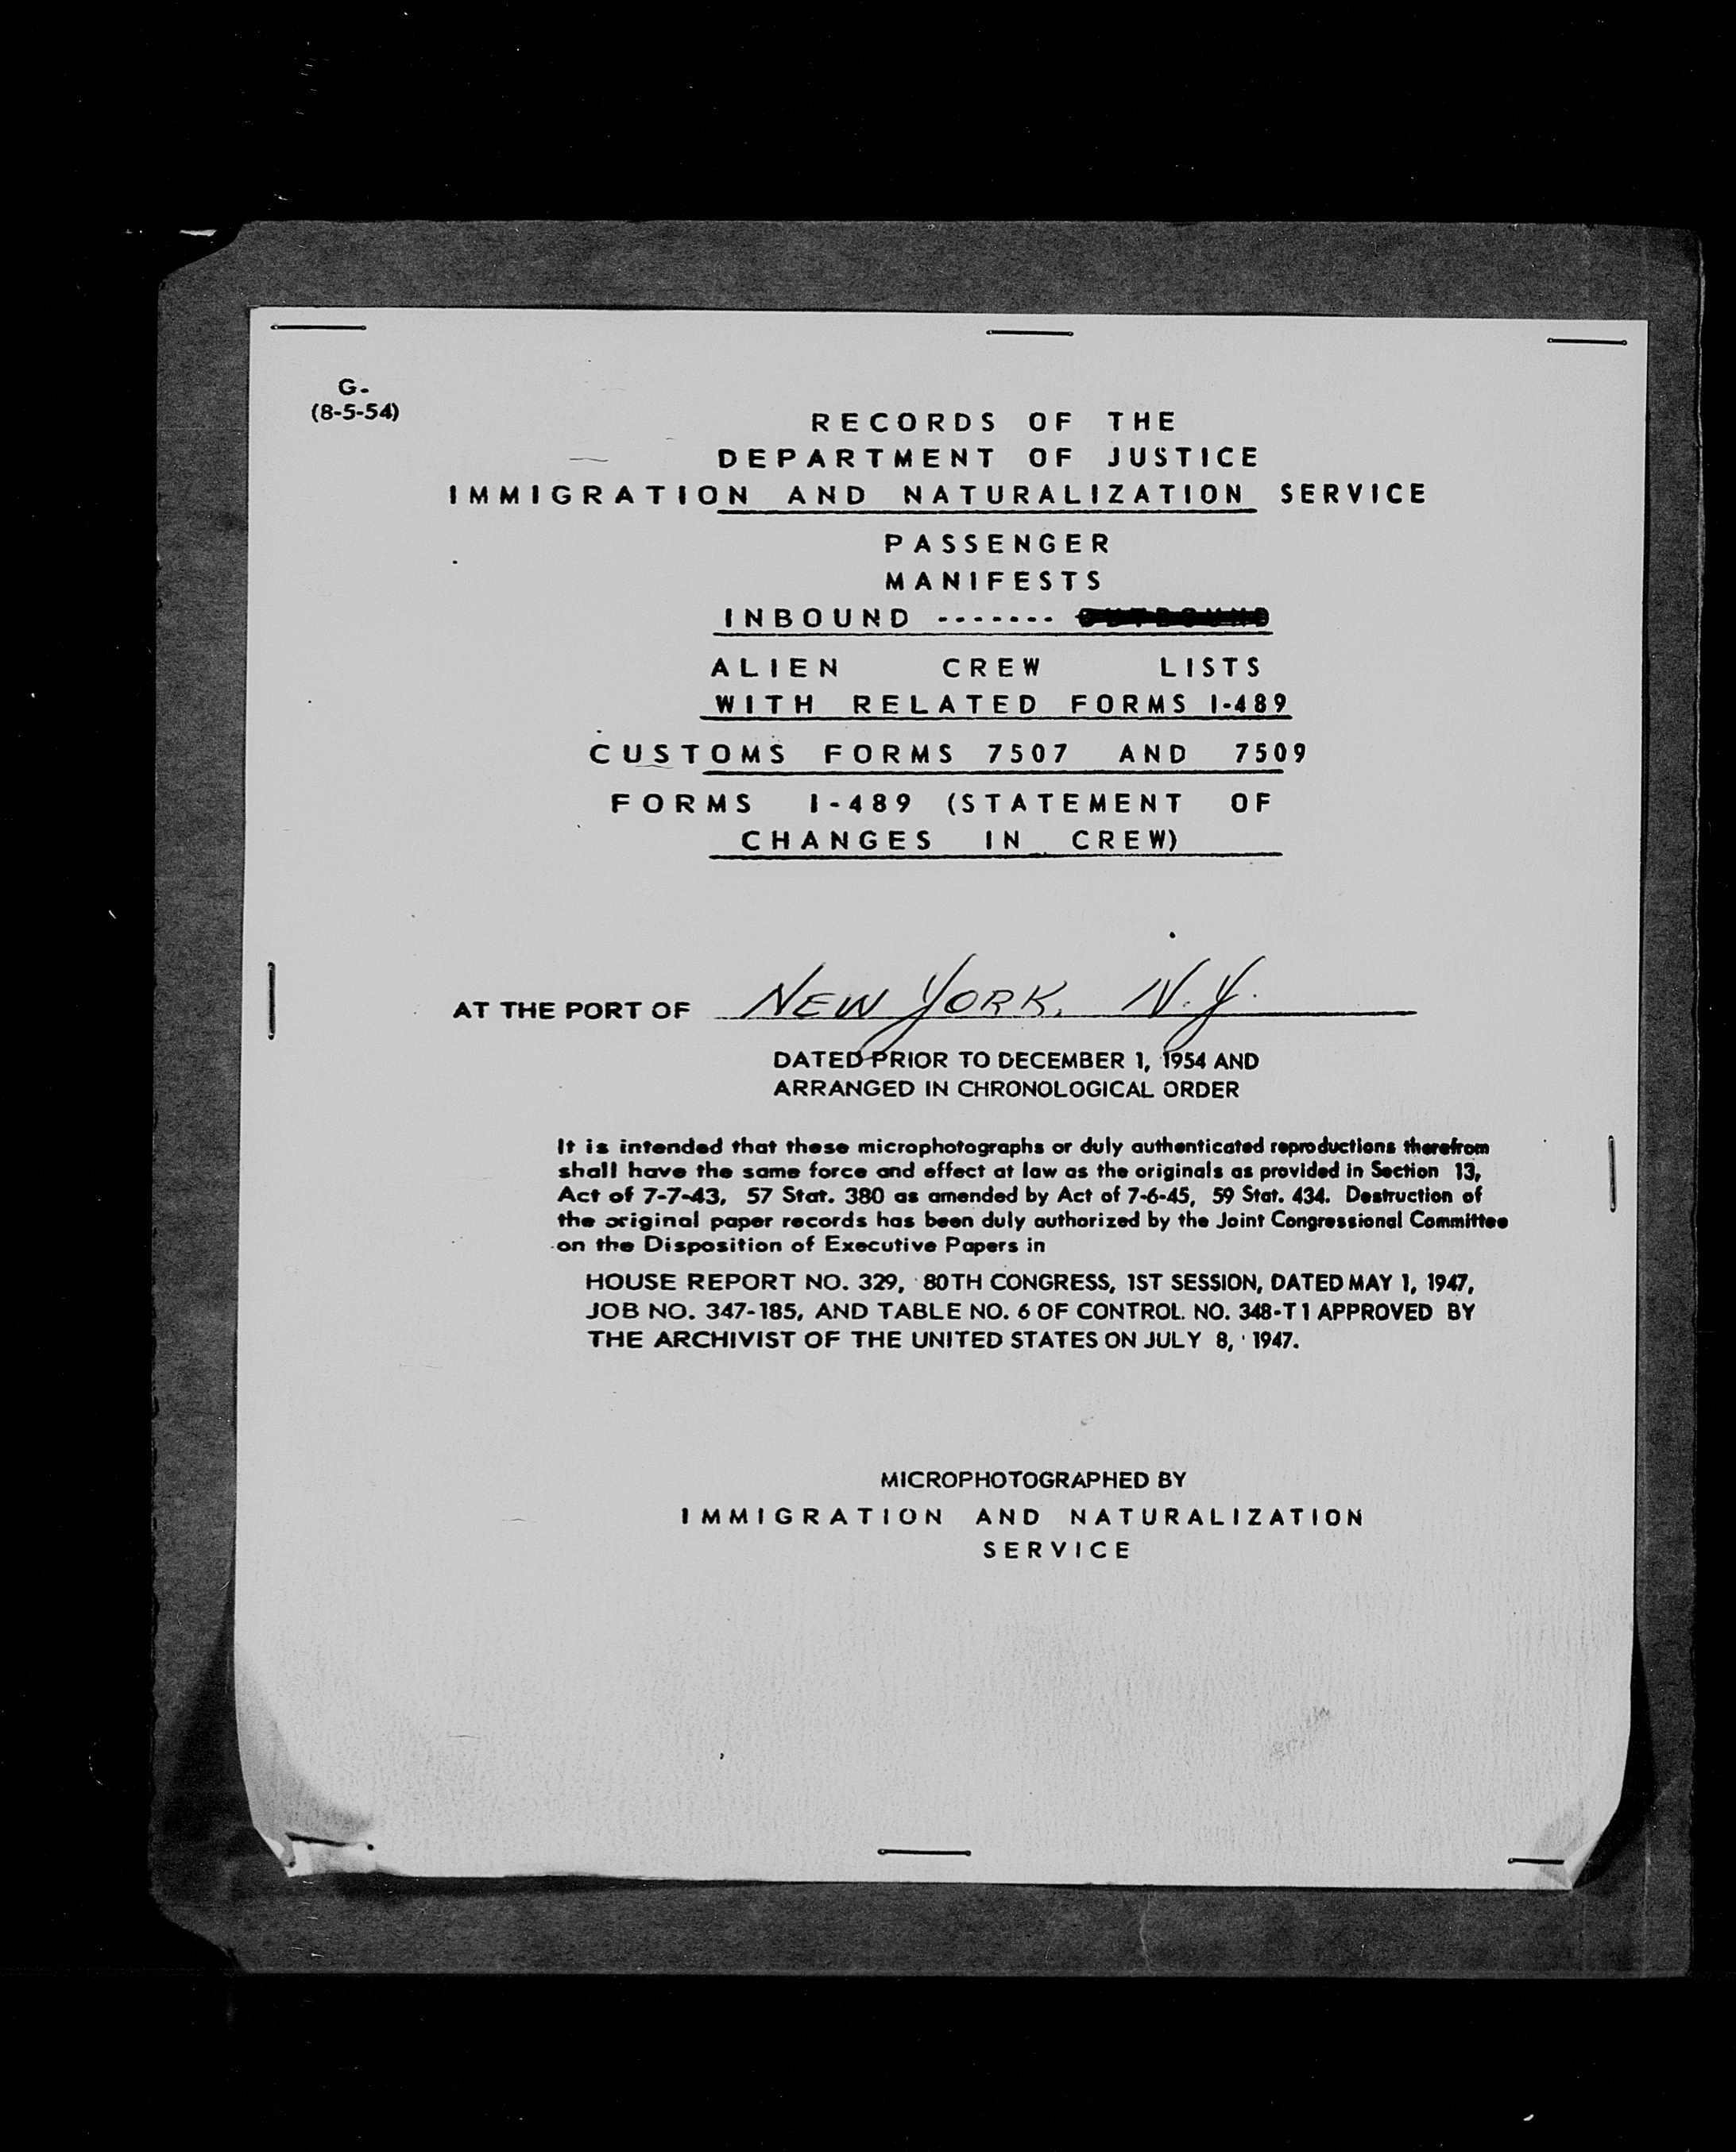 G-
(8-5-54)
RECORDS OF THE
DEPARTMENT OF JUSTICE
IMMIGRATION AND NATURALIZATION SERVICE
PASSENGER
MANIFESTS
INBOUND ------- OUTBOUND
ALIEN CREW LISTS
WITH RELATED FORMS I-489
CUSTOMS FORMS 7507 AND 7509
FORMS I-489 (STATEMENT OF
CHANGES IN CREW)
AT THE PORT OF NEW YORK, N.Y.
DATED PRIOR TO DECEMBER 1, 1954 AND
ARRANGED IN CHRONOLOGICAL ORDER
It is intended that these microphotographs or duly authenticated reproductions therefrom
shall have the same force and effect at law as the originals as provided in Section 13,
Act of 7-7-43, 57 Stat. 380 as amended by Act of 7-6-45, 59 Stat. 434. Destruction of
the original paper records has been duly authorized by the Joint Congressional Committee
on the Disposition of Executive Papers in
HOUSE REPORT NO. 329, 80TH CONGRESS, 1ST SESSION, DATED MAY 1, 1947,
JOB NO. 347-185, AND TABLE NO. 6 OF CONTROL NO. 348-T1 APPROVED BY
THE ARCHIVIST OF THE UNITED STATES ON JULY 8, 1947.
MICROPHOTOGRAPHED BY
IMMIGRATION AND NATURALIZATION
SERVICE